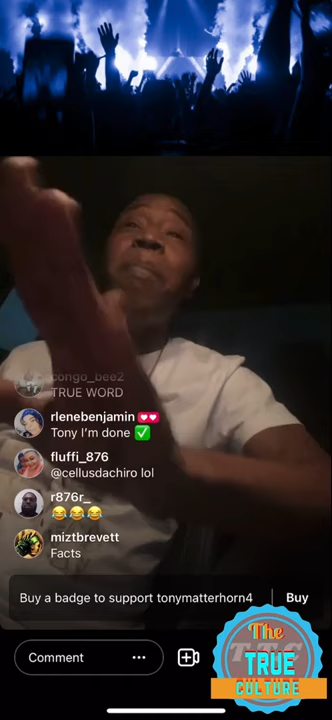 congo_bee2
TRUE WORD
rlenebenjamin
Tony I'm done ✅
fluffi_876
@cellusdachiro lol
r876r_
😂😂😂
miztbrevett
Facts
Buy a badge to support tonymatterhorn4
Buy
Comment
The
T.T.C
TRUE
CULTURE